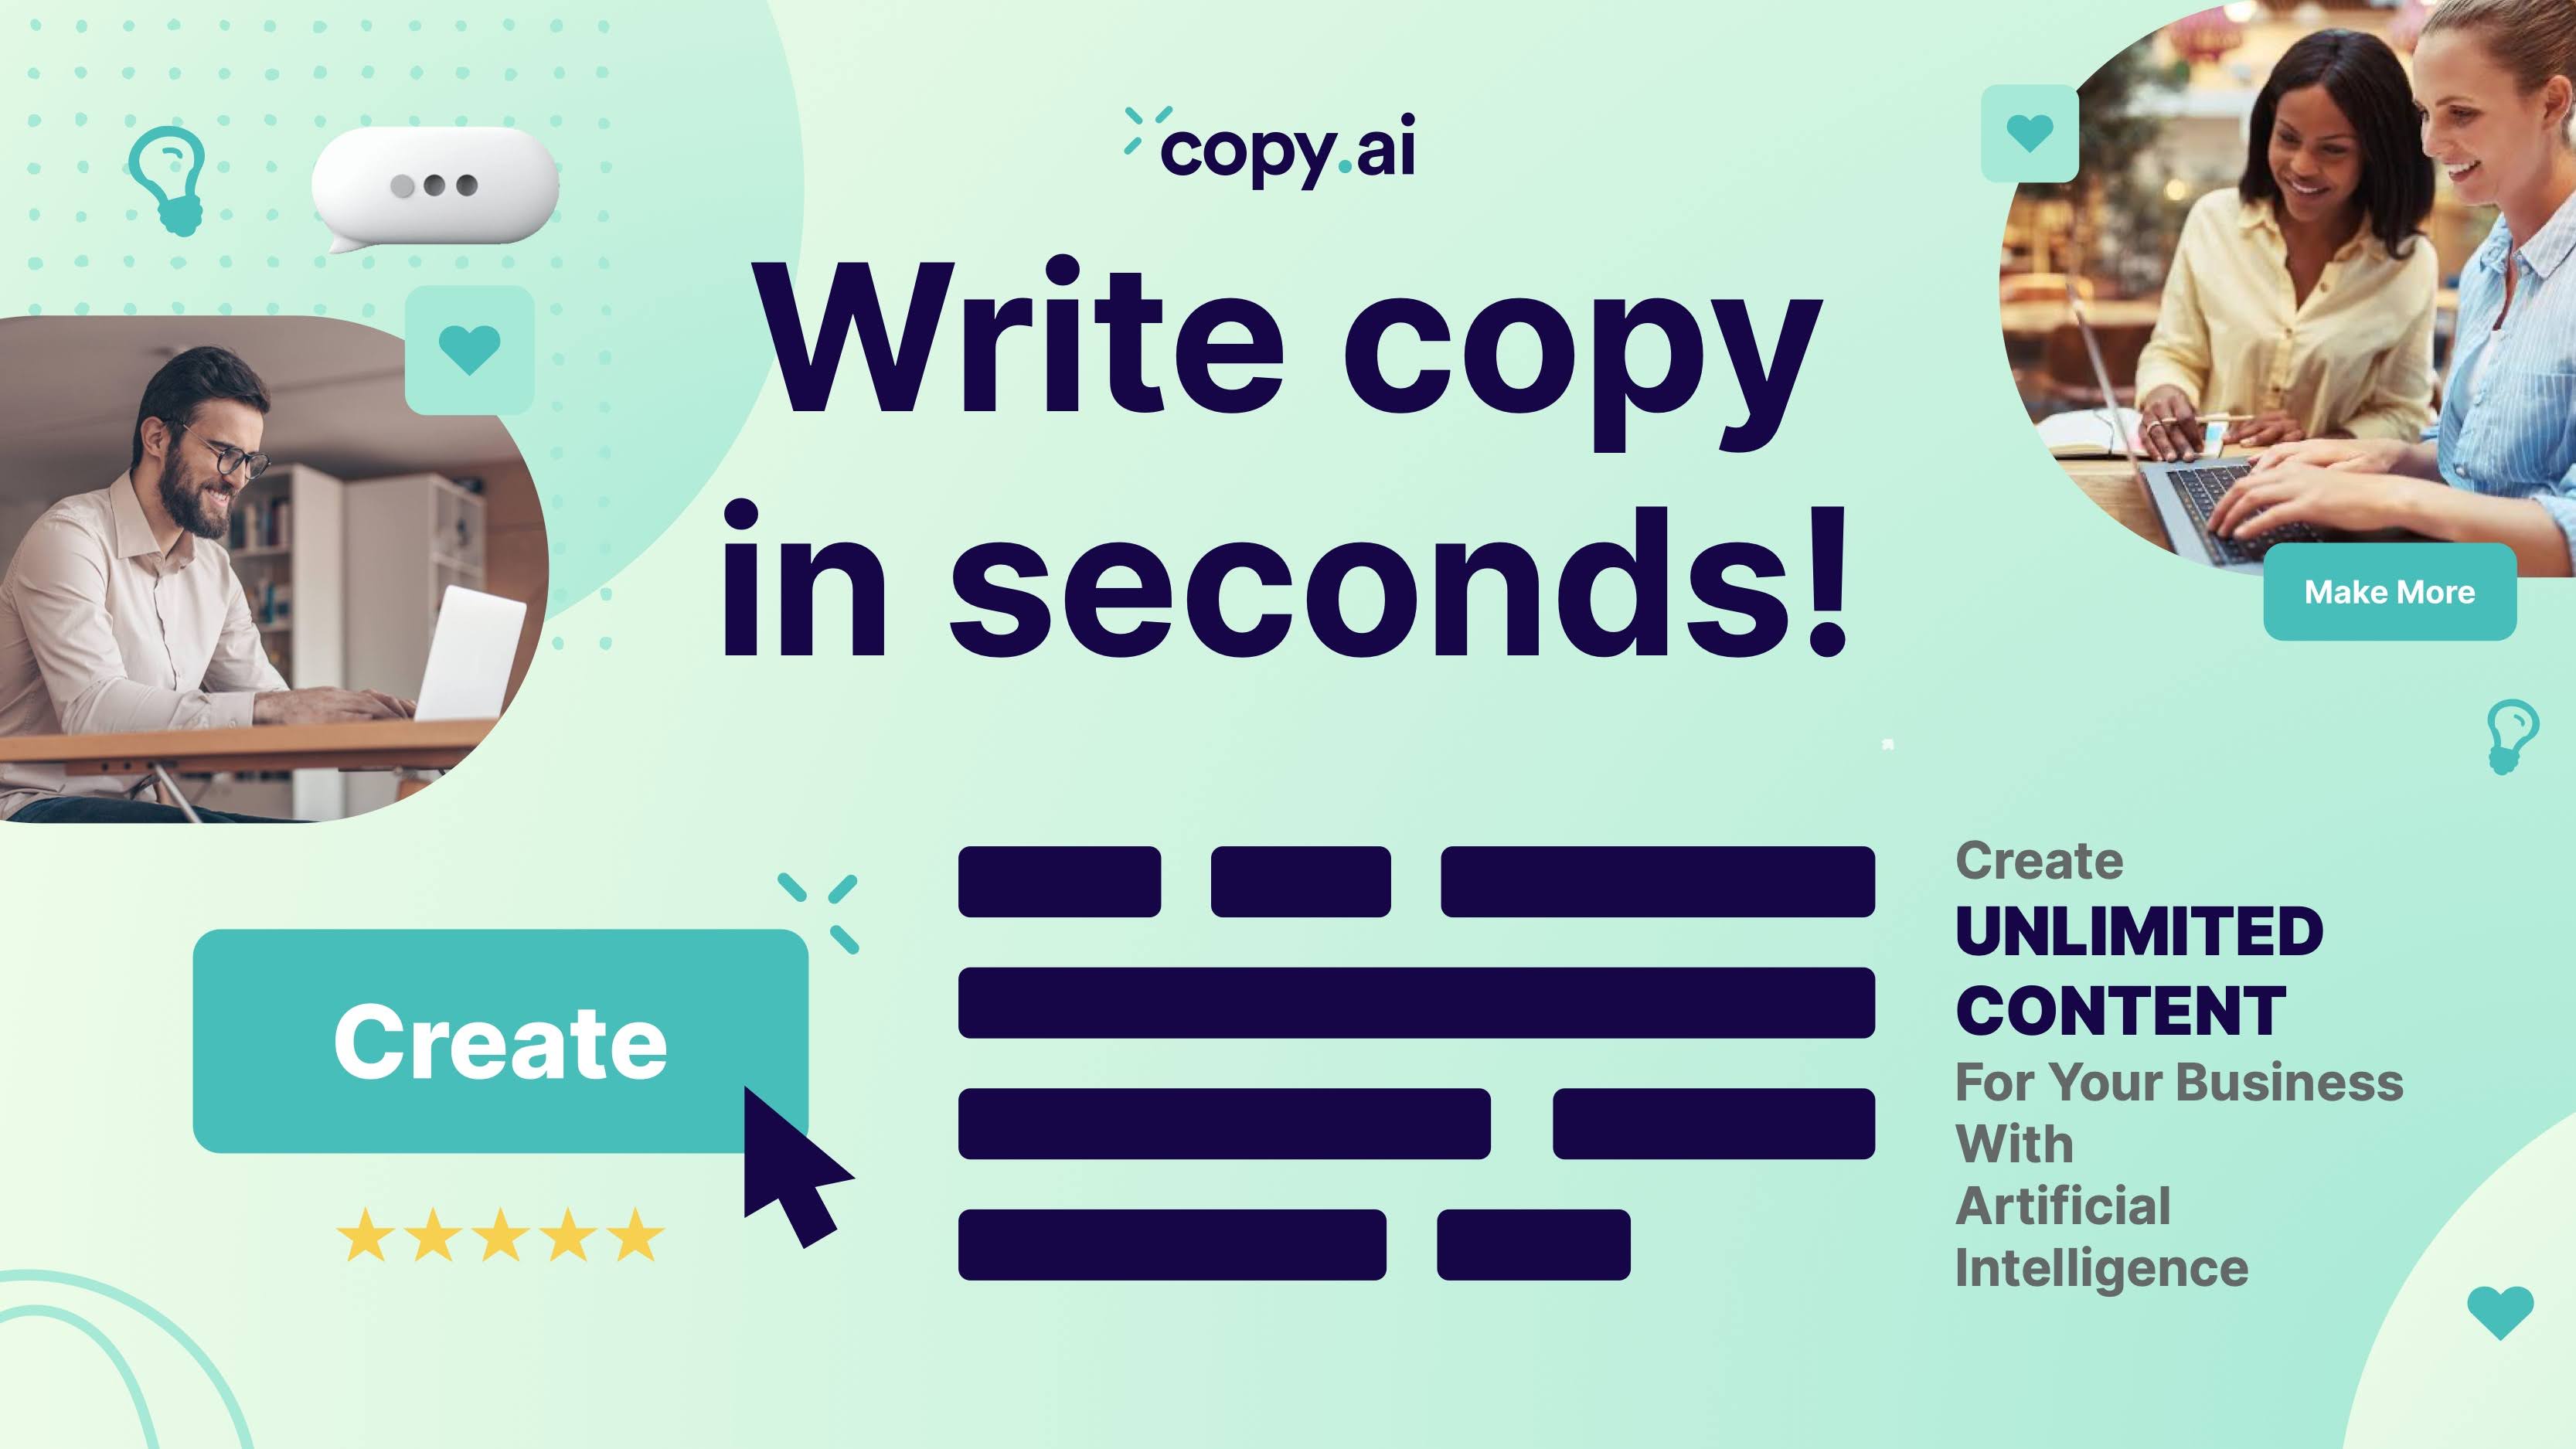 copy.ai
Write copy
in seconds!
Make More
Create
Create
UNLIMITED
CONTENT
For Your Business
With
Artificial
Intelligence